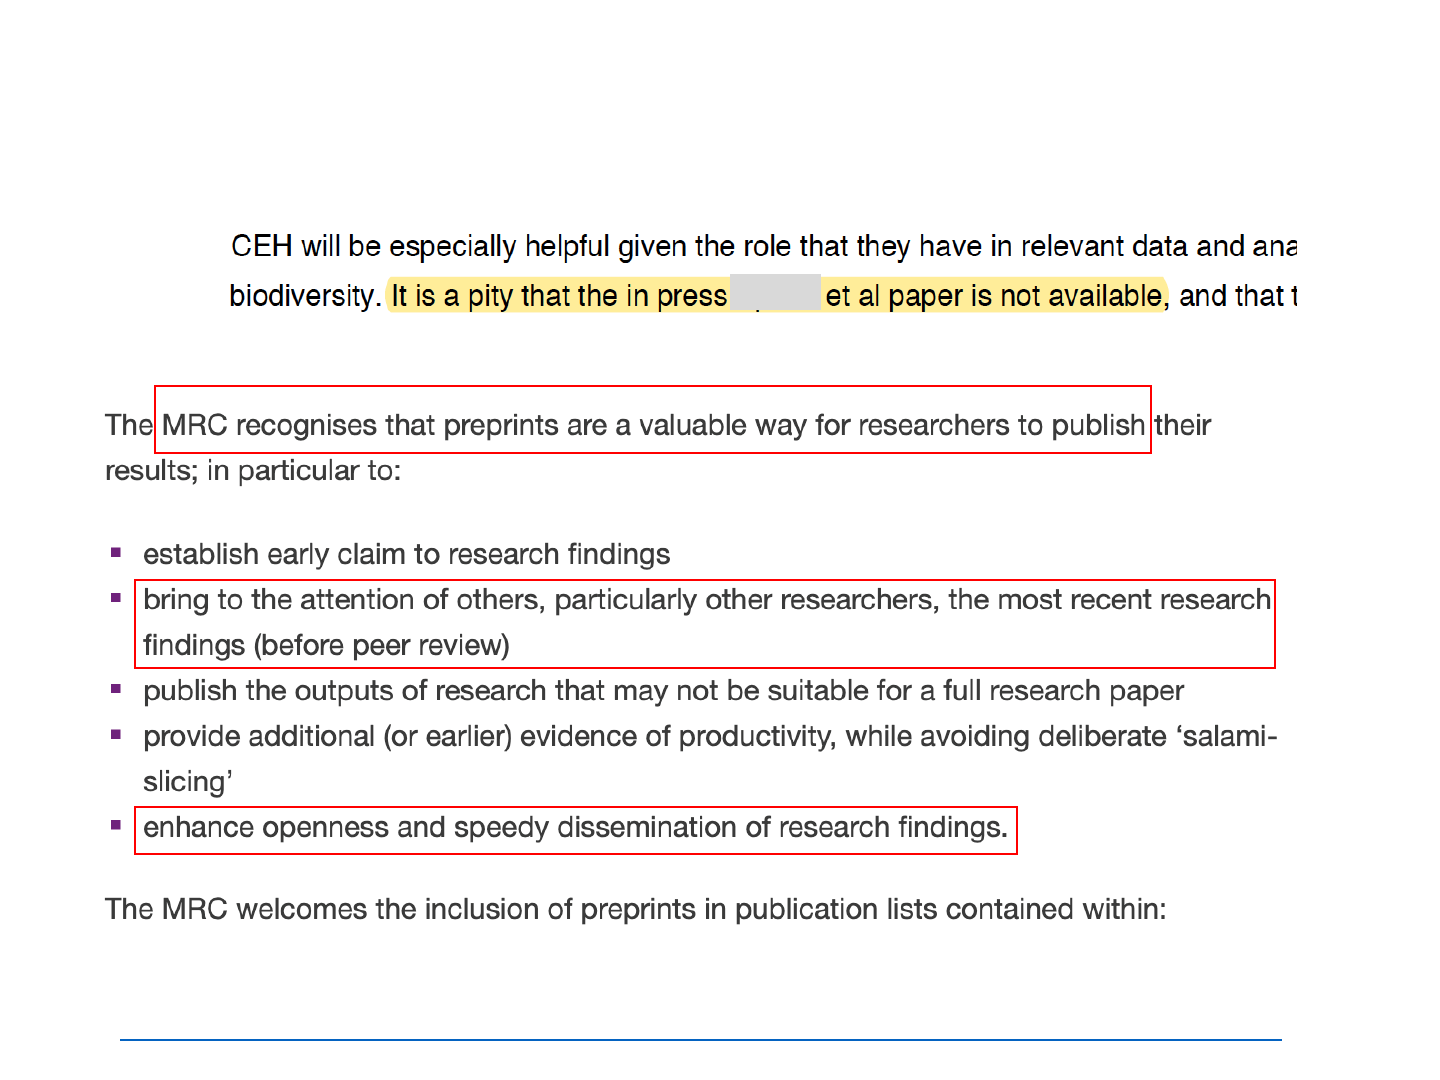 CEH will be especially helpful given the role that they have in relevant data and ana
biodiversity. It is a pity that the in press et al paper is not available, and that t
The MRC recognises that preprints are a valuable way for researchers to publish their
results; in particular to:
▪ establish early claim to research findings
▪ bring to the attention of others, particularly other researchers, the most recent research
findings (before peer review)
▪ publish the outputs of research that may not be suitable for a full research paper
▪ provide additional (or earlier) evidence of productivity, while avoiding deliberate ‘salami-
slicing’
▪ enhance openness and speedy dissemination of research findings.
The MRC welcomes the inclusion of preprints in publication lists contained within: